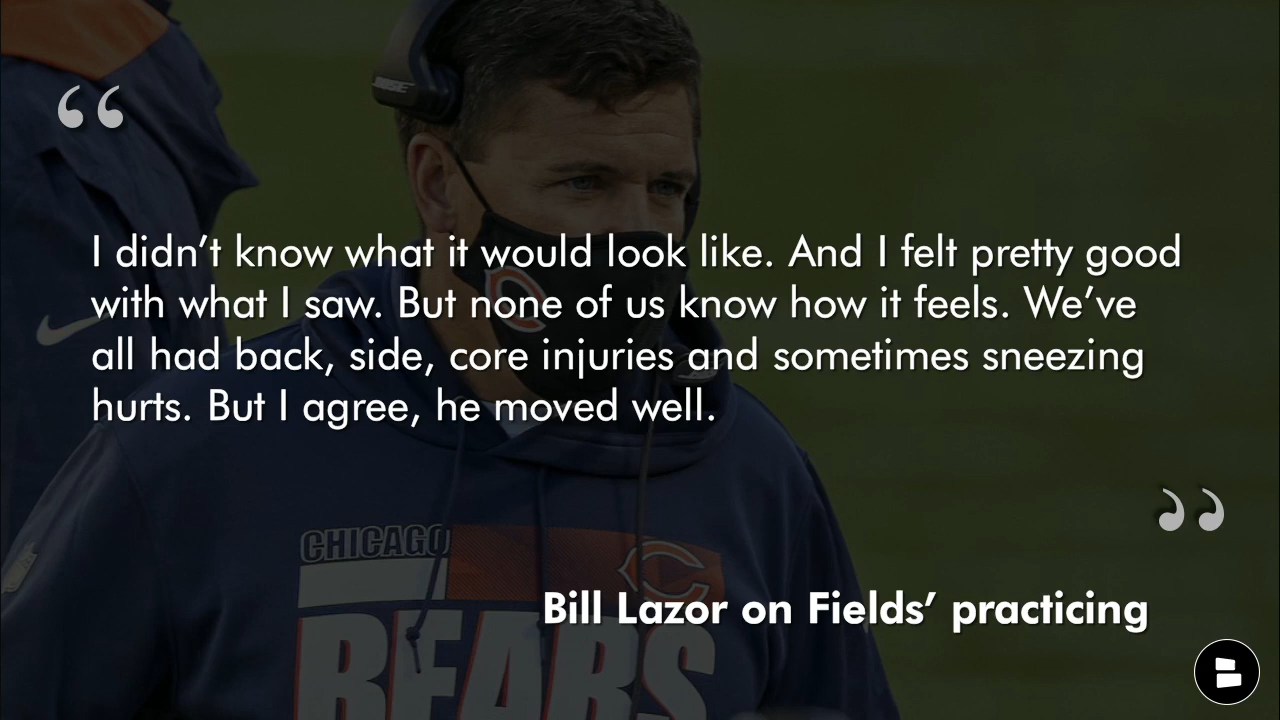 BOSE
“
I didn’t know what it would look like. And I felt pretty good
with what I saw. But none of us know how it feels. We’ve
all had back, side, core injuries and sometimes sneezing
hurts. But I agree, he moved well.
”
CHICAGO
BEARS
Bill Lazor on Fields’ practicing